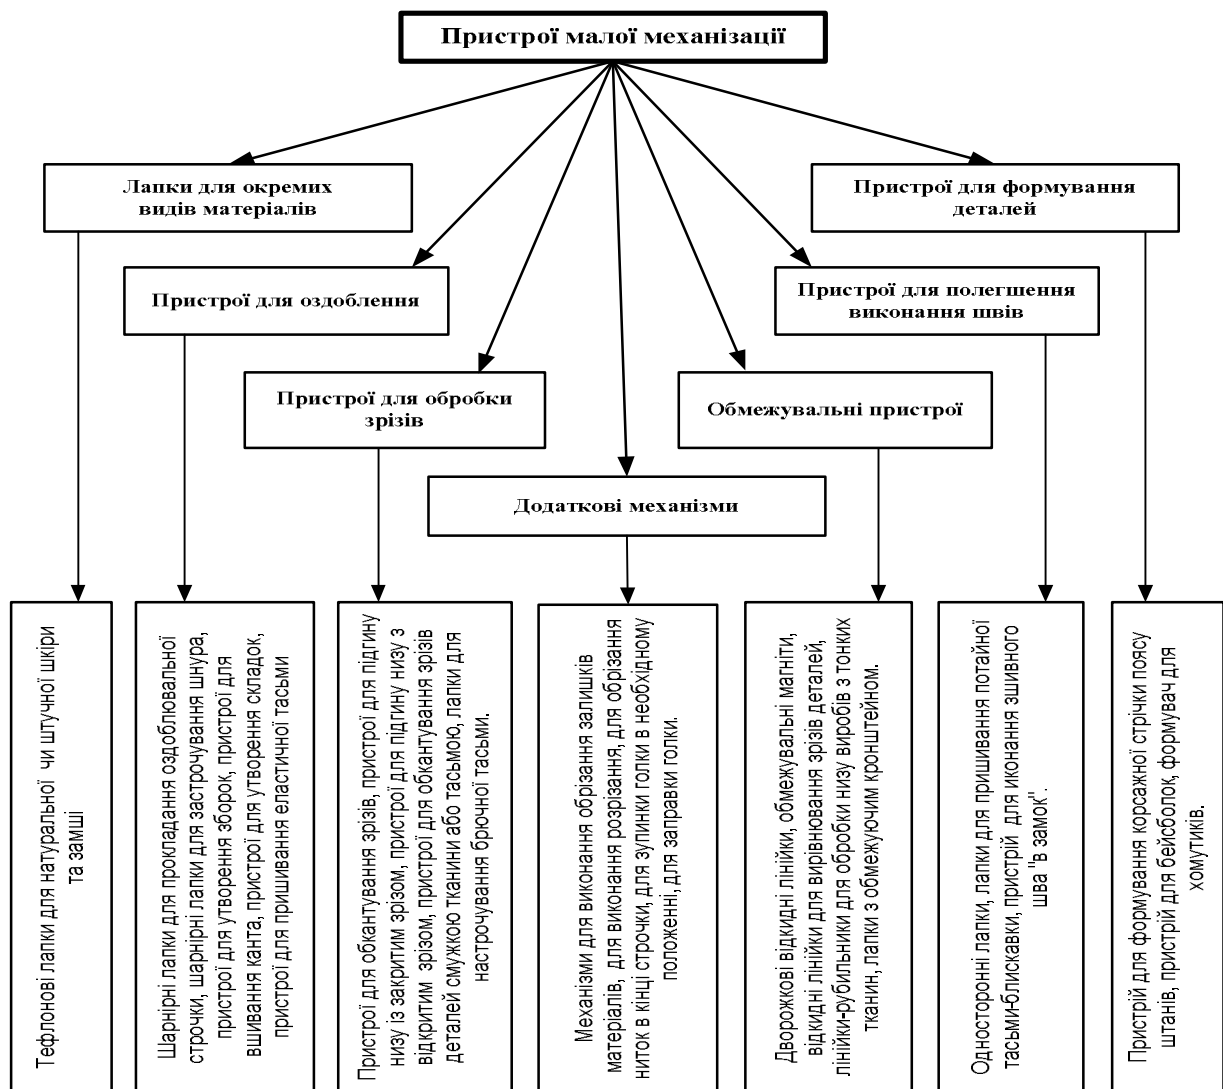 Пристрої малої механізації
Лапки для окремих
видів матеріалів
Пристрої для формування
деталей
Пристрої для оздоблення
Пристрої для полегшення
виконання швів
Пристрої для обробки
зрізів
Обмежувальні пристрої
Додаткові механізми
Тефлонові лапки для натуральної чи штучної шкіри
та замші
Шарнірні лапки для прокладання оздоблювальної
строчки, шарнірні лапки для застрочування шнура,
пристрої для утворення зборок, пристрої для
вшивання канта, пристрої для утворення складок,
пристрої для пришивання еластичної тасьми
Пристрої для обкантування зрізів, пристрої для підгину
низу із закритим зрізом, пристрої для підгину низу з
відкритим зрізом, пристрої для обкантування зрізів
деталей смужкою тканини або тасьмою, лапки для
настрочування брючної тасьми.
Механізми для виконання обрізання залишків
матеріалів, для виконання розрізання, для обрізання
ниток в кінці строчки, для зупинки голки в необхідному
положенні, для заправки голки.
Дворожкові відкидні лінійки, обмежувальні магніти,
відкидні лінійки для вирівнювання зрізів деталей,
лінійки-рубильники для обробки низу виробів з тонких
тканин, лапки з обмежуючим кронштейном.
Односторонні лапки, лапки для пришивання потайної
тасьми-блискавки, пристрій для иконання зшивного
шва "в замок".
Пристрій для формування корсажної стрічки поясу
штанів, пристрій для бейсболок, формувач для
хомутиків.